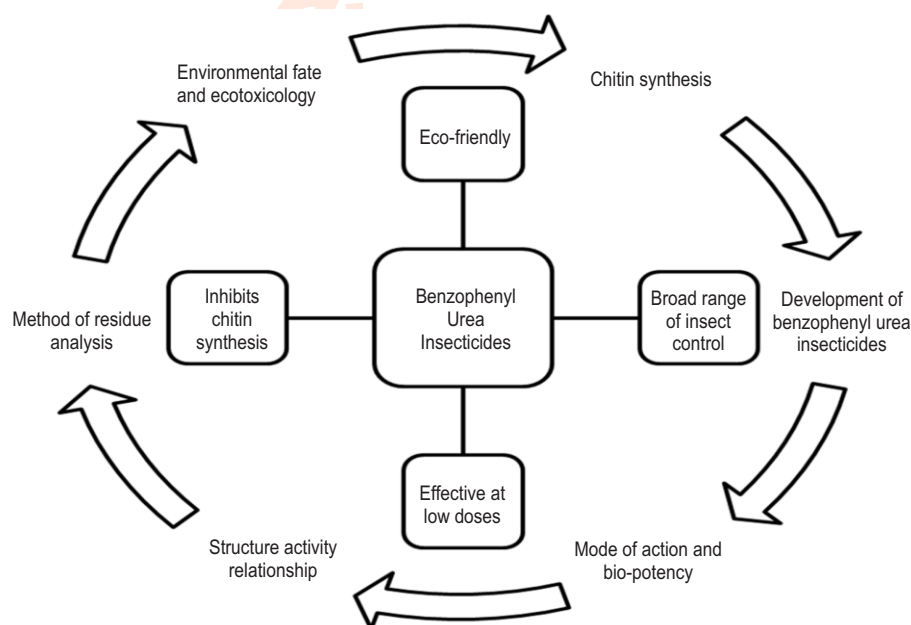 Environmental fate
and ecotoxicology
Chitin synthesis
Eco-friendly
Method of residue
analysis
Inhibits
chitin
synthesis
Benzophenyl
Urea
Insecticides
Broad range
of insect
control
Development of
benzophenyl urea
insecticides
Effective at
low doses
Structure activity
relationship
Mode of action and
bio-potency